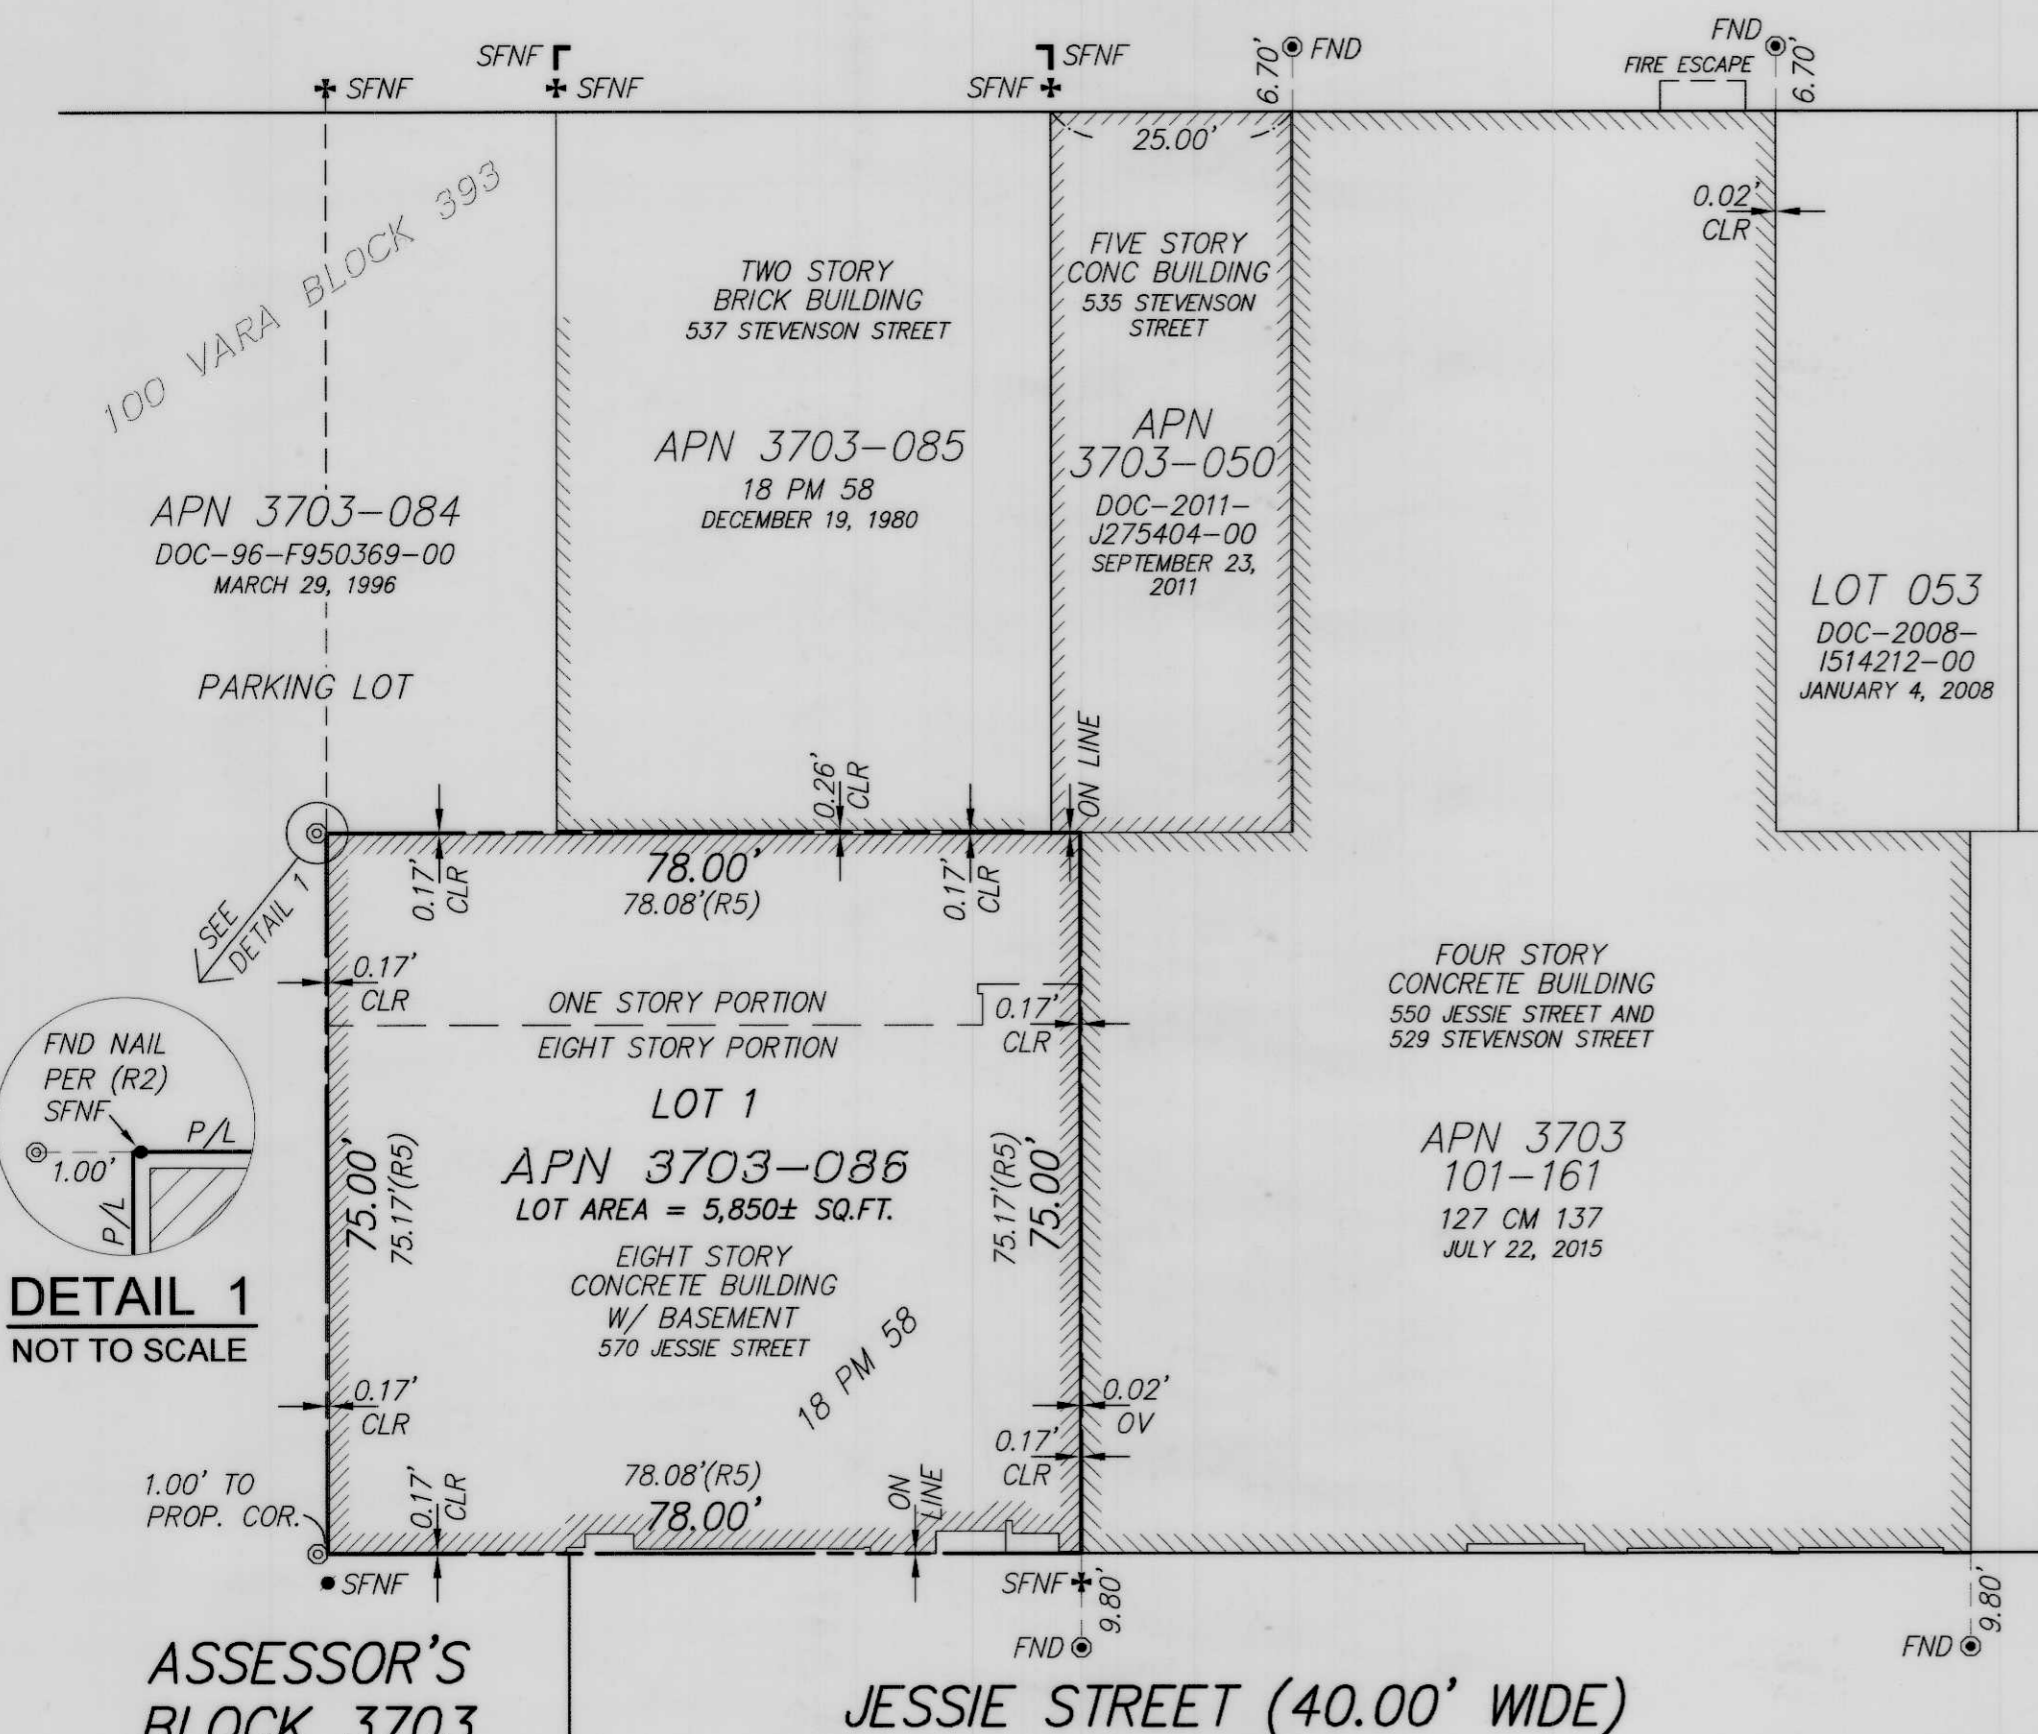 SFNF
SFNF
SFNF
SFNF
SFNF
6.70'
FND
FND
FIRE ESCAPE
6.70'
25.00'
100 VARA BLOCK 393
0.02'
CLR
TWO STORY
BRICK BUILDING
537 STEVENSON STREET
FIVE STORY
CONC BUILDING
535 STEVENSON
STREET
APN 3703-085
18 PM 58
DECEMBER 19, 1980
APN
3703-050
DOC-2011-
J275404-00
SEPTEMBER 23,
2011
APN 3703-084
DOC-96-F950369-00
MARCH 29, 1996
PARKING LOT
LOT 053
DOC-2008-
I514212-00
JANUARY 4, 2008
0.26'
CLR
ON LINE
0.17'
CLR
78.00'
78.08'(R5)
0.17'
CLR
SEE
DETAIL 1
0.17'
CLR
ONE STORY PORTION
EIGHT STORY PORTION
0.17'
CLR
FOUR STORY
CONCRETE BUILDING
550 JESSIE STREET AND
529 STEVENSON STREET
FND NAIL
PER (R2)
SFNF
P/L
1.00'
P/L
DETAIL 1
NOT TO SCALE
LOT 1
APN 3703-086
LOT AREA = 5,850± SQ.FT.
75.00'
75.17'(R5)
75.17'(R5)
75.00'
EIGHT STORY
CONCRETE BUILDING
W/ BASEMENT
570 JESSIE STREET
18 PM 58
APN 3703
101-161
127 CM 137
JULY 22, 2015
0.17'
CLR
0.02'
OV
0.17'
CLR
1.00' TO
PROP. COR.
0.17'
CLR
78.08'(R5)
78.00'
ON
LINE
SFNF
SFNF
9.80'
FND
9.80'
FND
ASSESSOR'S
BLOCK 3703
JESSIE STREET (40.00' WIDE)